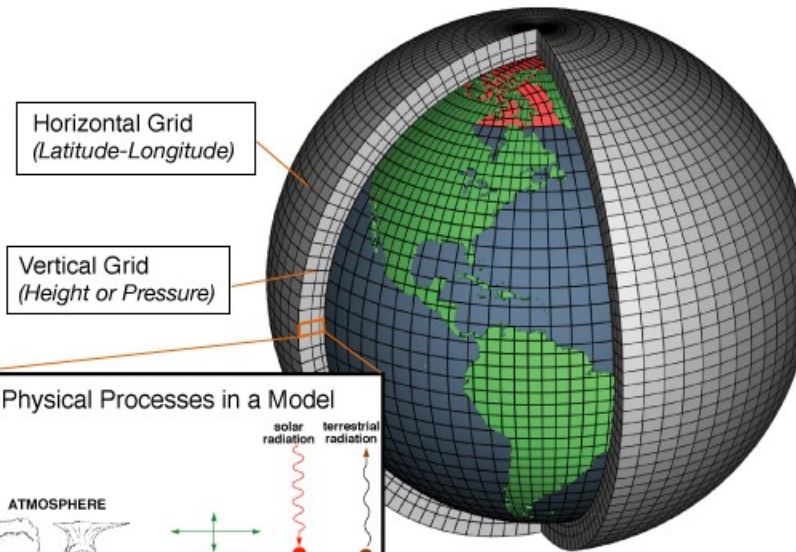 Horizontal Grid
(Latitude-Longitude)
Vertical Grid
(Height or Pressure)
Physical Processes in a Model
solar
radiation
terrestrial
radiation
ATMOSPHERE